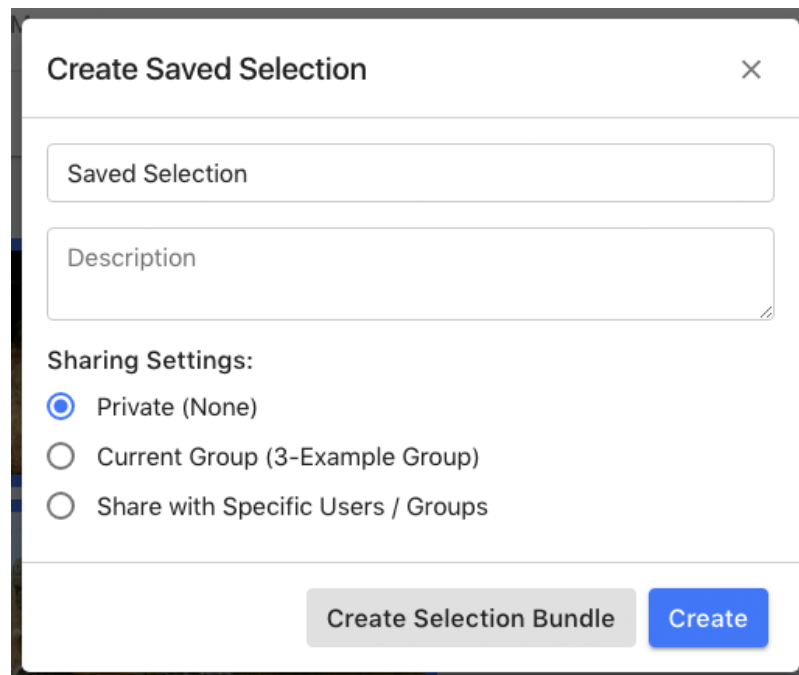 Create Saved Selection
Saved Selection
Description
Sharing Settings:
Private (None)
Current Group (3-Example Group)
Share with Specific Users / Groups
Create Selection Bundle
Create